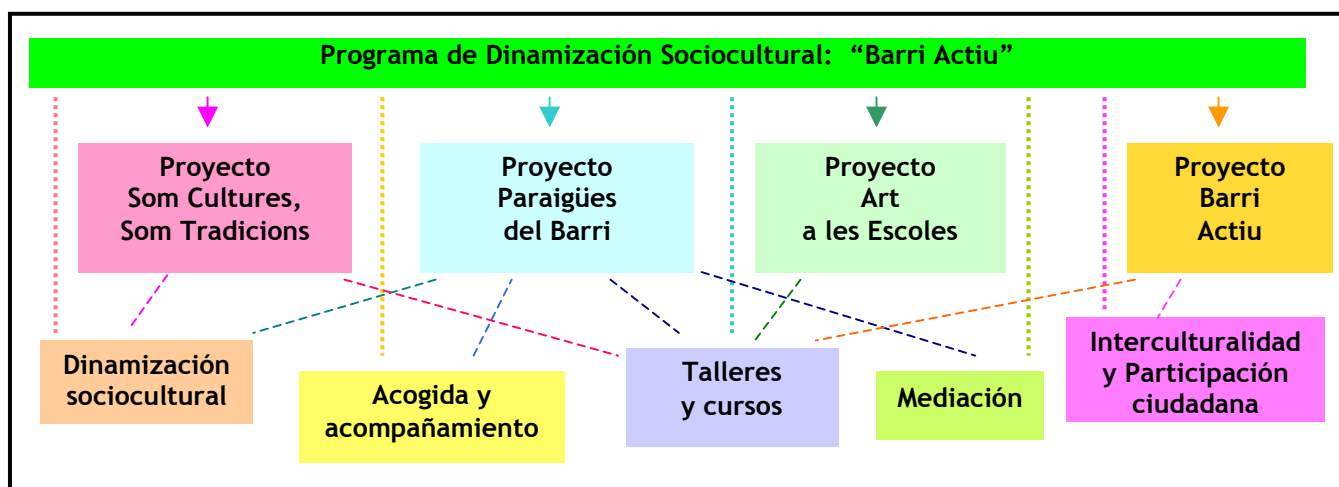 Programa de Dinamización Sociocultural: “Barri Actiu”
Proyecto
Som Cultures,
Som Tradicions
Proyecto
Paraigües
del Barri
Proyecto
Art
a les Escoles
Proyecto
Barri
Actiu
Dinamización
sociocultural
Acogida y
acompañamiento
Talleres
y cursos
Mediación
Interculturalidad
y Participación
ciudadana